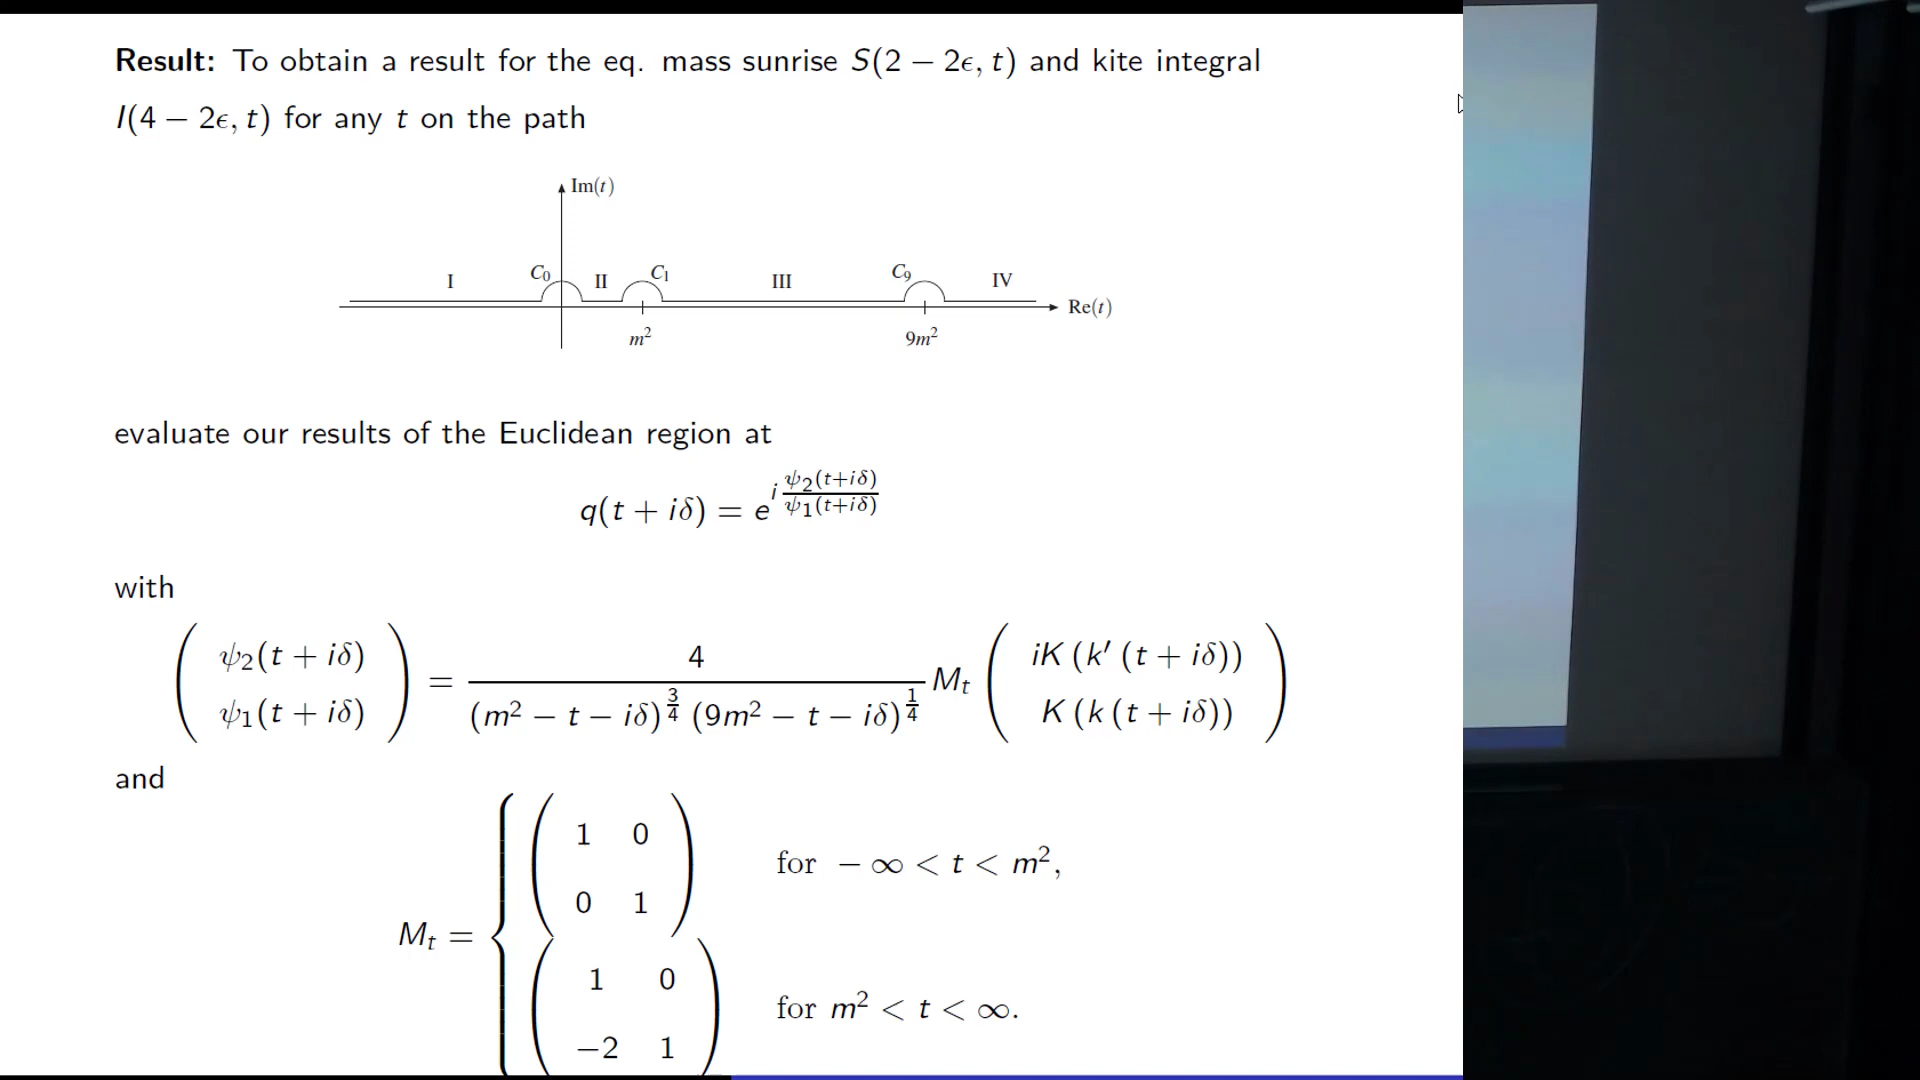 Result: To obtain a result for the eq. mass sunrise S(2 − 2ϵ, t) and kite integral
I(4 − 2ϵ, t) for any t on the path
Im(t)
I C₀ II C₁ III C₉ IV
Re(t)
m² 9m²
evaluate our results of the Euclidean region at
q(t + iδ) = e^{i ψ₂(t+iδ)/ψ₁(t+iδ)}
with
( ψ₂(t + iδ) ; ψ₁(t + iδ) ) = 4 / ((m² − t − iδ)^{3/4} (9m² − t − iδ)^{1/4}) Mₜ ( iK (k′ (t + iδ)) ; K (k (t + iδ)) )
and
Mₜ = { ( 1 0 ; 0 1 ) for − ∞ < t < m²,
( 1 0 ; −2 1 ) for m² < t < ∞.